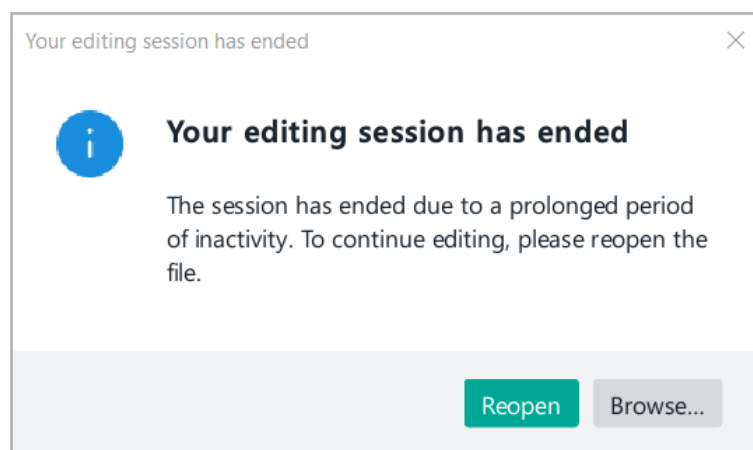 Your editing session has ended
Your editing session has ended
The session has ended due to a prolonged period
of inactivity. To continue editing, please reopen the
file.
Reopen Browse...